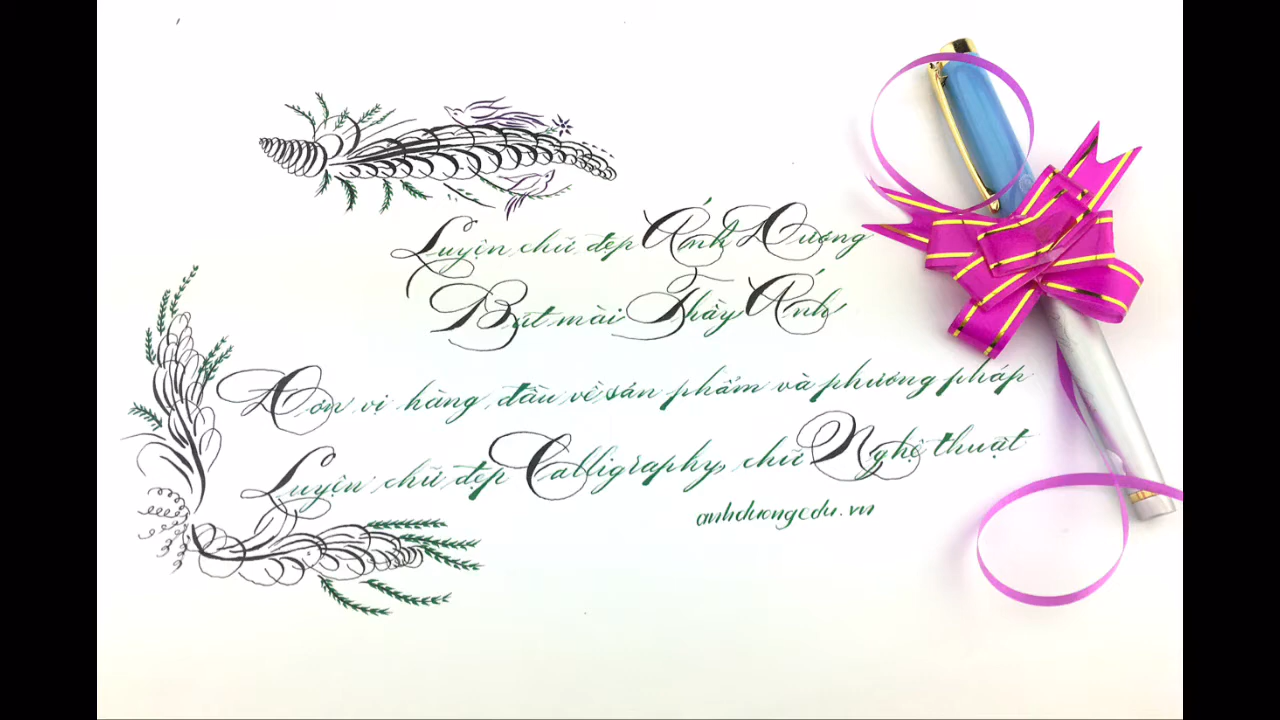 Luyện chữ đẹp Ánh Dương
Bút mài Thầy Ánh
Đơn vị hàng đầu về sản phẩm và phương pháp
Luyện chữ đẹp Calligraphy, chữ Nghệ thuật
anhduongedu.vn